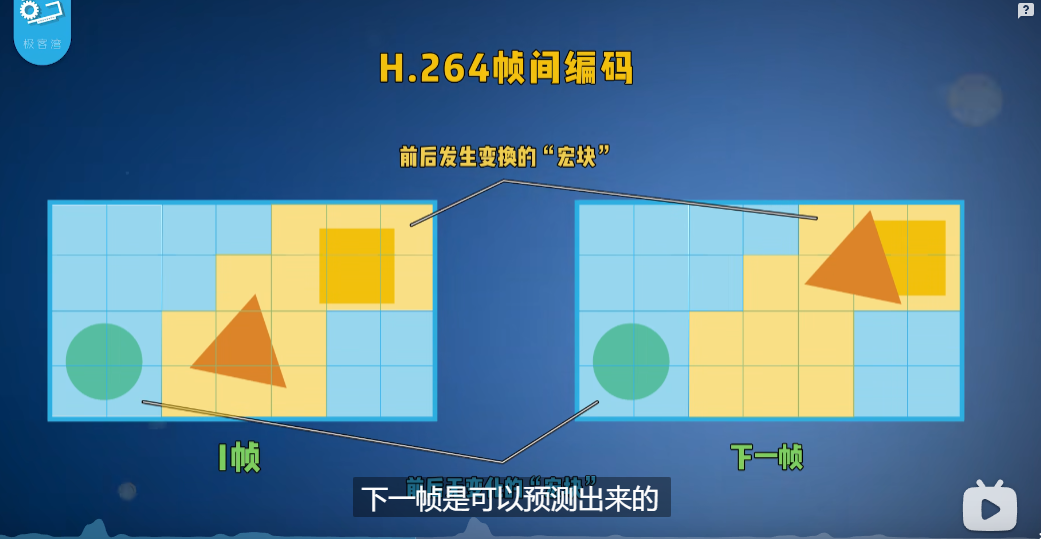 极客湾
?
H.264帧间编码
前后发生变换的“宏块”
I帧
下一帧
前后无变化的“宏块”
下一帧是可以预测出来的